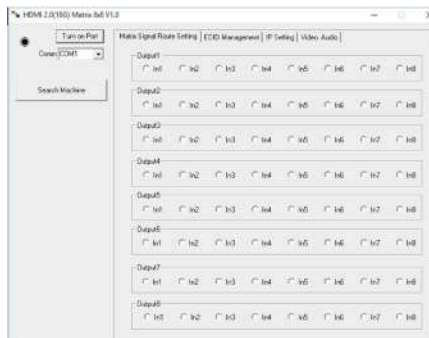 HDMI 2.0(18G) Matrix 8x8 V1.0
Turn on Port
Comm: COM1
Search Machine
Matrix Signal Route Setting | EDID Management | IP Setting | Video Audio
Output1
In1 In2 In3 In4 In5 In6 In7 In8
Output2
In1 In2 In3 In4 In5 In6 In7 In8
Output3
In1 In2 In3 In4 In5 In6 In7 In8
Output4
In1 In2 In3 In4 In5 In6 In7 In8
Output5
In1 In2 In3 In4 In5 In6 In7 In8
Output6
In1 In2 In3 In4 In5 In6 In7 In8
Output7
In1 In2 In3 In4 In5 In6 In7 In8
Output8
In1 In2 In3 In4 In5 In6 In7 In8